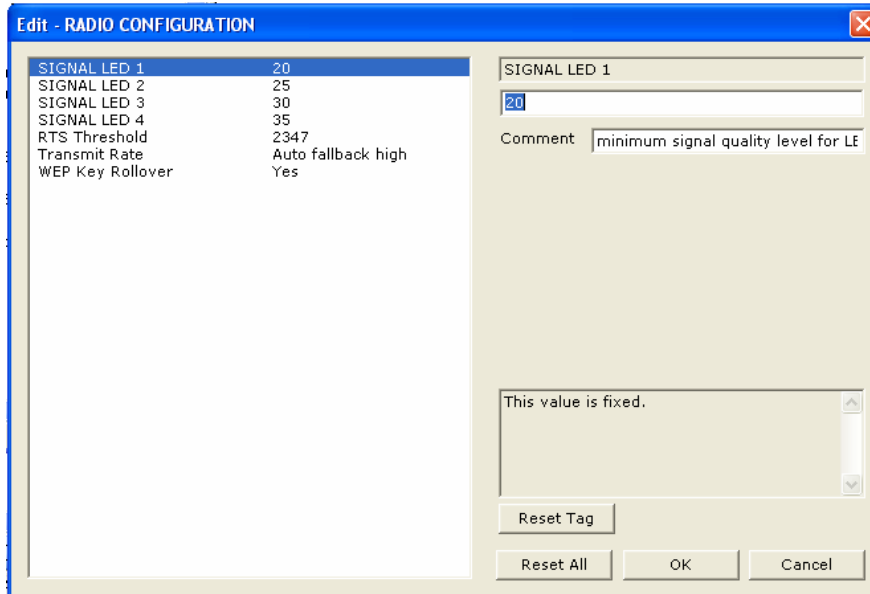 Edit - RADIO CONFIGURATION
SIGNAL LED 1 20
SIGNAL LED 2 25
SIGNAL LED 3 30
SIGNAL LED 4 35
RTS Threshold 2347
Transmit Rate Auto fallback high
WEP Key Rollover Yes
SIGNAL LED 1
20
Comment minimum signal quality level for LE
This value is fixed.
Reset Tag
Reset All OK Cancel